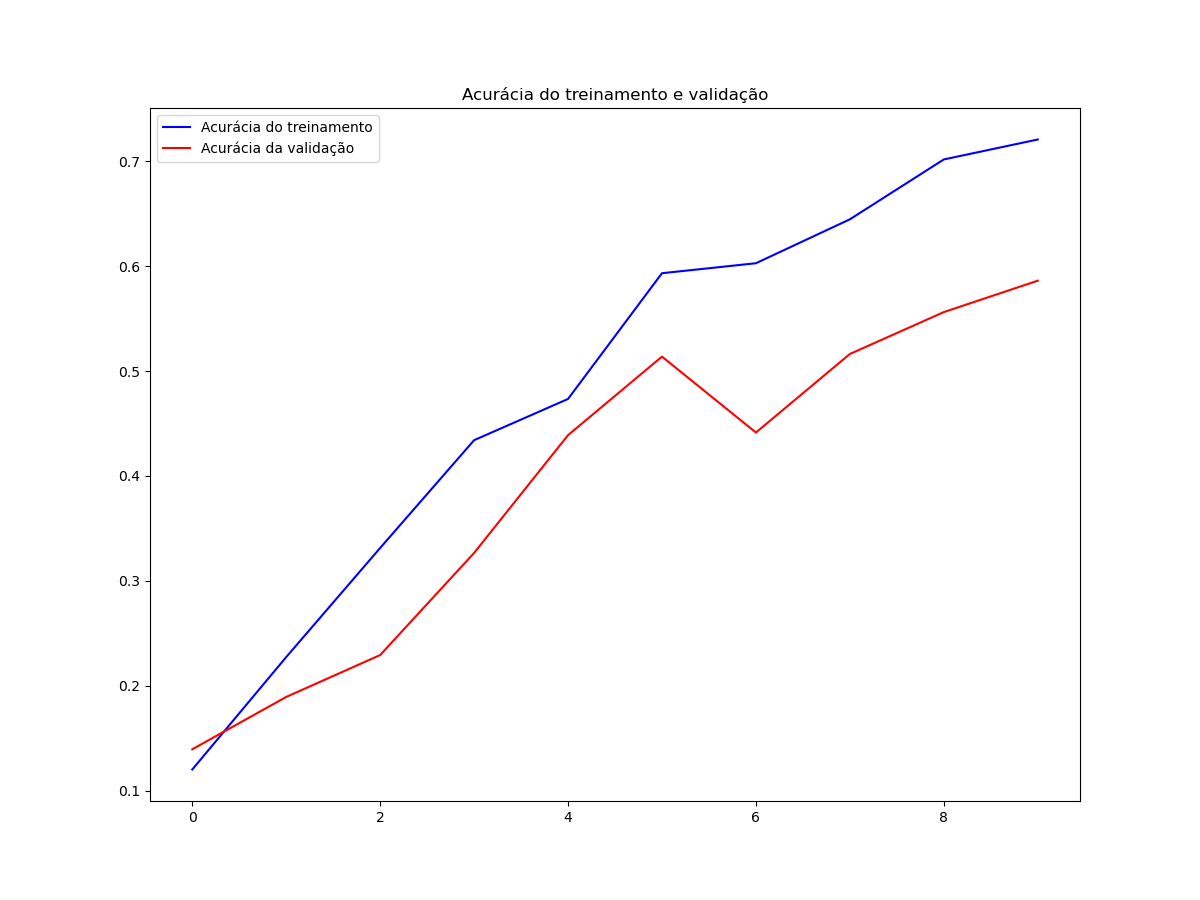 Acurácia do treinamento e validação
Acurácia do treinamento
Acurácia da validação
0.7
0.6
0.5
0.4
0.3
0.2
0.1
0 2 4 6 8